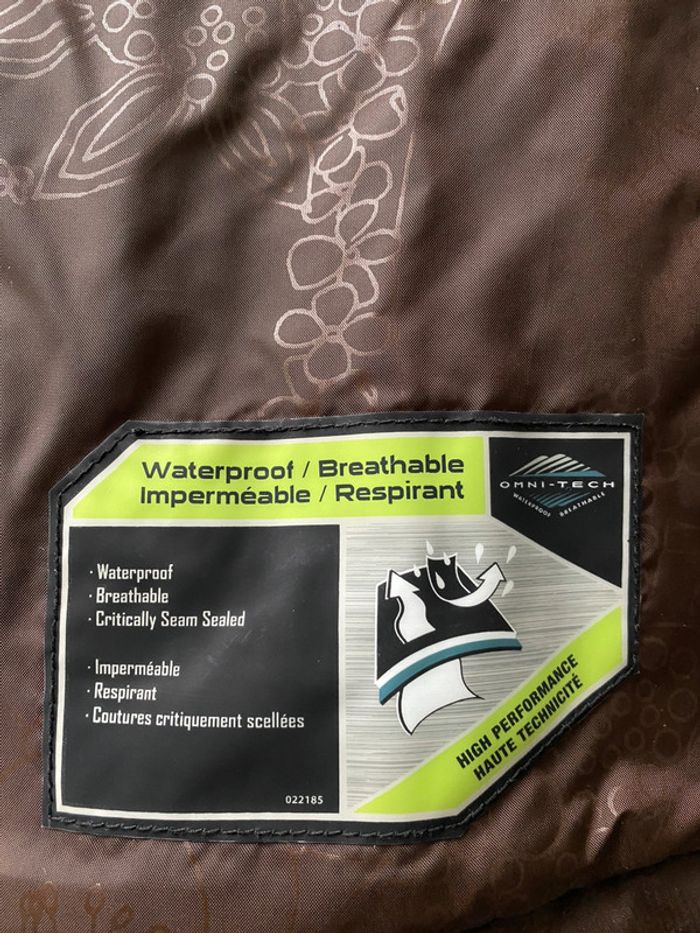 Waterproof / Breathable
Imperméable / Respirant
OMNI-TECH
WATERPROOF BREATHABLE
· Waterproof
· Breathable
· Critically Seam Sealed
· Imperméable
· Respirant
· Coutures critiquement scellées
HIGH PERFORMANCE
HAUTE TECHNICITÉ
022185